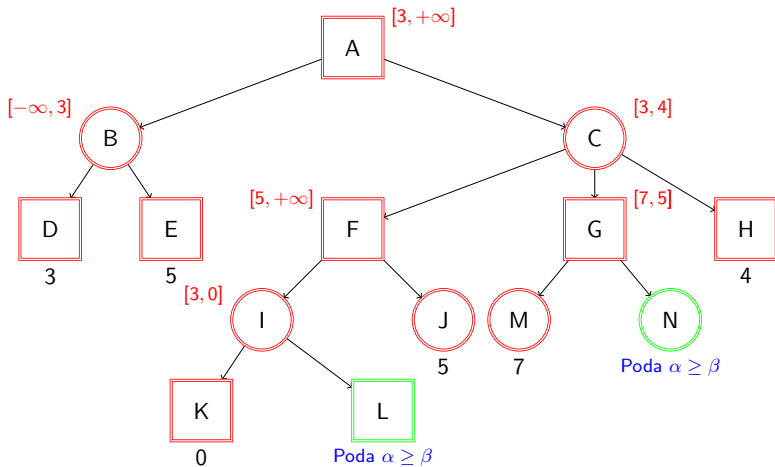 A
[3, +∞]
[−∞, 3]
B
C
[3, 4]
D
E
[5, +∞]
F
G
[7, 5]
H
3
5
4
[3, 0]
I
J
M
N
5
7
Poda α ≥ β
K
L
0
Poda α ≥ β